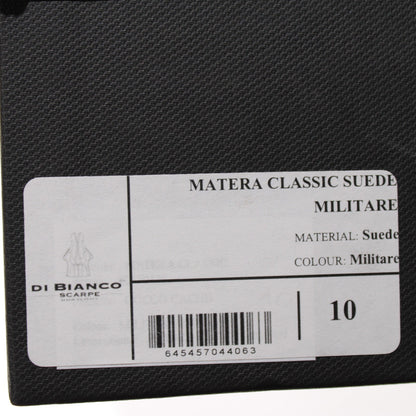 MATERA CLASSIC SUEDE
MILITARE
MATERIAL: Suede
COLOUR: Militare
DI BIANCO
SCARPE
10
645457044063